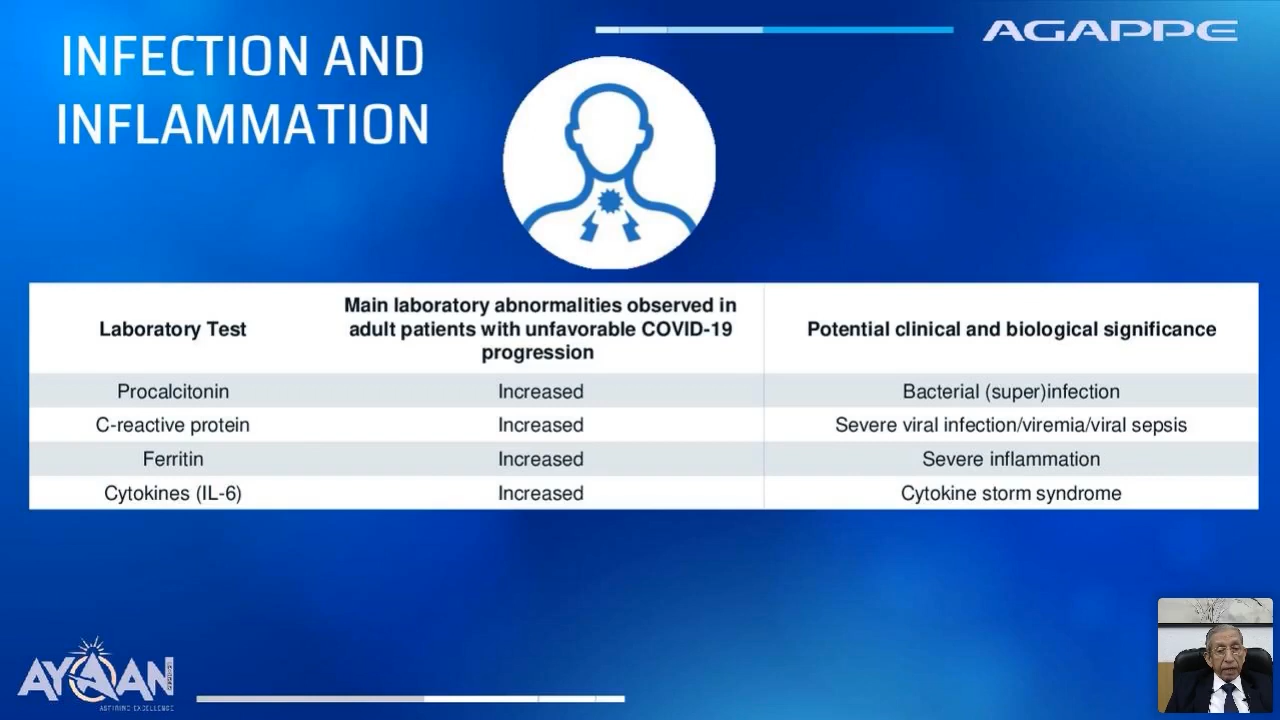 INFECTION AND
INFLAMMATION
AGAPPE
Laboratory Test
Main laboratory abnormalities observed in
adult patients with unfavorable COVID-19
progression
Potential clinical and biological significance
Procalcitonin Increased Bacterial (super)infection
C-reactive protein Increased Severe viral infection/viremia/viral sepsis
Ferritin Increased Severe inflammation
Cytokines (IL-6) Increased Cytokine storm syndrome
AYAAN
ASPIRING EXCELLENCE